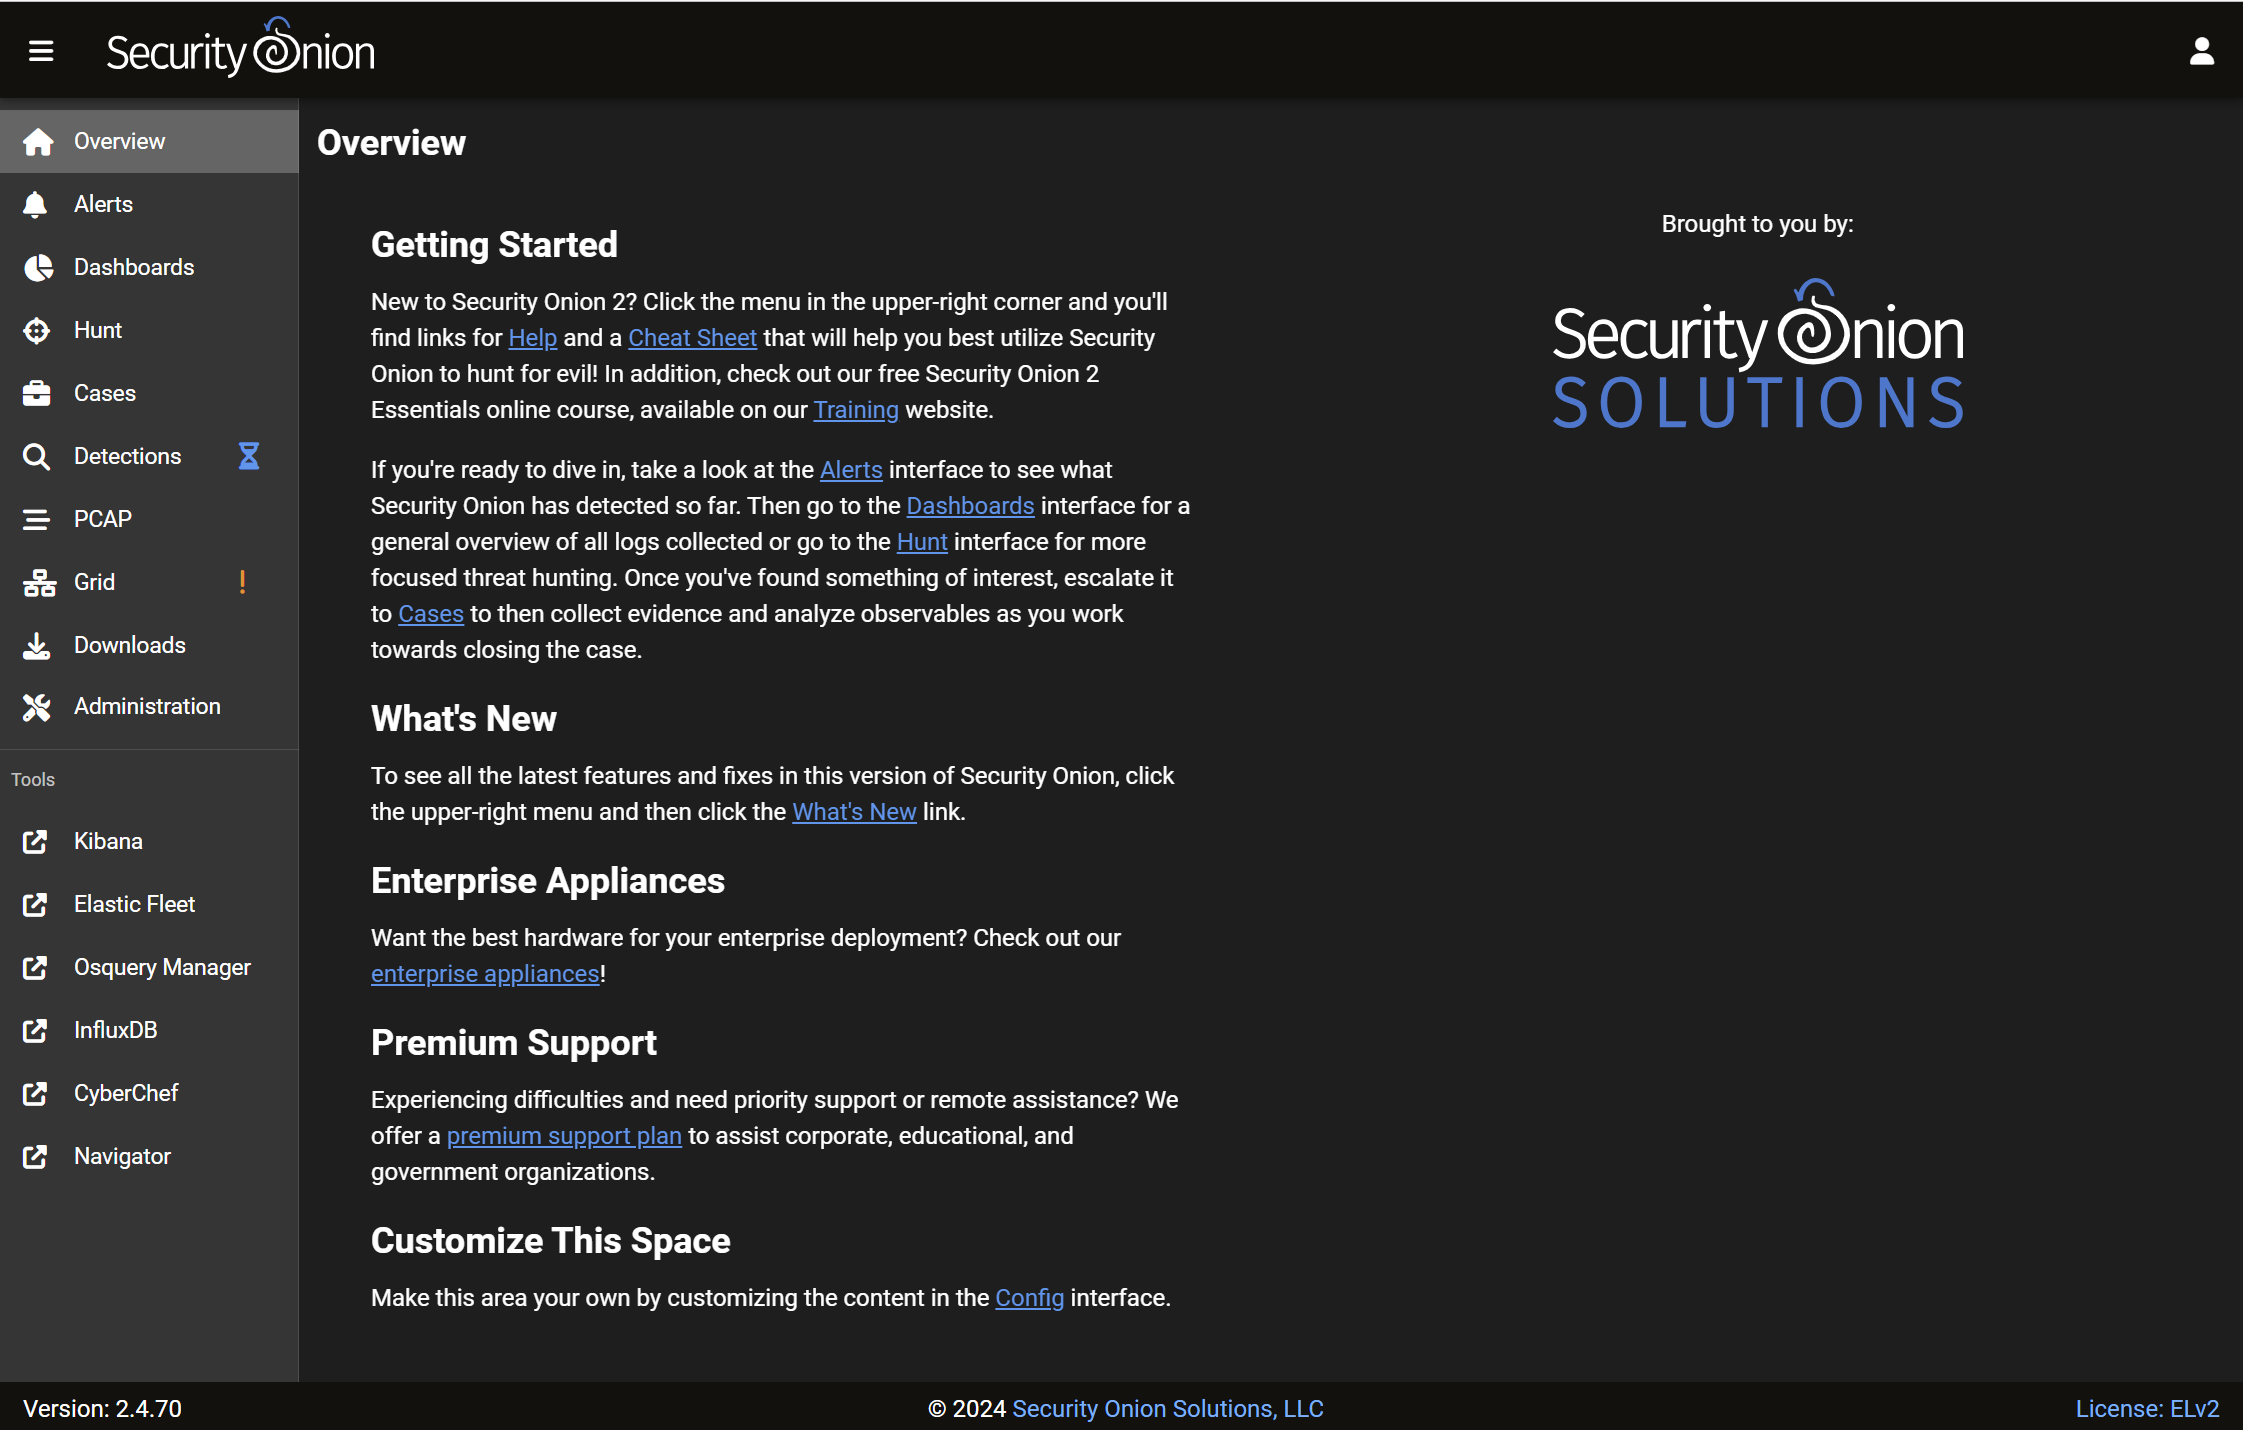 Security Onion
Overview
Alerts
Dashboards
Hunt
Cases
Detections
PCAP
Grid
!
Downloads
Administration
Tools
Kibana
Elastic Fleet
Osquery Manager
InfluxDB
CyberChef
Navigator
Overview
Getting Started
New to Security Onion 2? Click the menu in the upper-right corner and you'll
find links for Help and a Cheat Sheet that will help you best utilize Security
Onion to hunt for evil! In addition, check out our free Security Onion 2
Essentials online course, available on our Training website.
If you're ready to dive in, take a look at the Alerts interface to see what
Security Onion has detected so far. Then go to the Dashboards interface for a
general overview of all logs collected or go to the Hunt interface for more
focused threat hunting. Once you've found something of interest, escalate it
to Cases to then collect evidence and analyze observables as you work
towards closing the case.
What's New
To see all the latest features and fixes in this version of Security Onion, click
the upper-right menu and then click the What's New link.
Enterprise Appliances
Want the best hardware for your enterprise deployment? Check out our
enterprise appliances!
Premium Support
Experiencing difficulties and need priority support or remote assistance? We
offer a premium support plan to assist corporate, educational, and
government organizations.
Customize This Space
Make this area your own by customizing the content in the Config interface.
Brought to you by:
Security Onion
SOLUTIONS
Version: 2.4.70
© 2024 Security Onion Solutions, LLC
License: ELv2